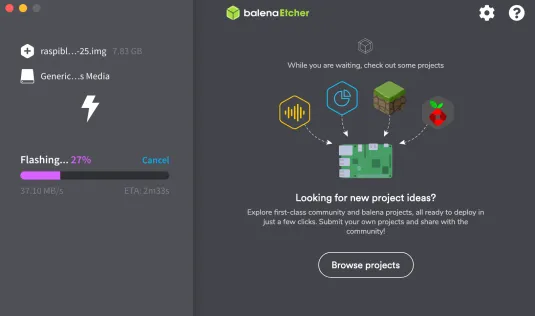 balenaEtcher
raspibl...-25.img 7.83 GB
Generic...s Media
Flashing... 27% Cancel
37.10 MB/s ETA: 2m33s
While you are waiting, check out some projects
Looking for new project ideas?
Explore first-class community and balena projects, all ready to deploy in
just a few clicks. Submit your own projects and share with the
community!
Browse projects